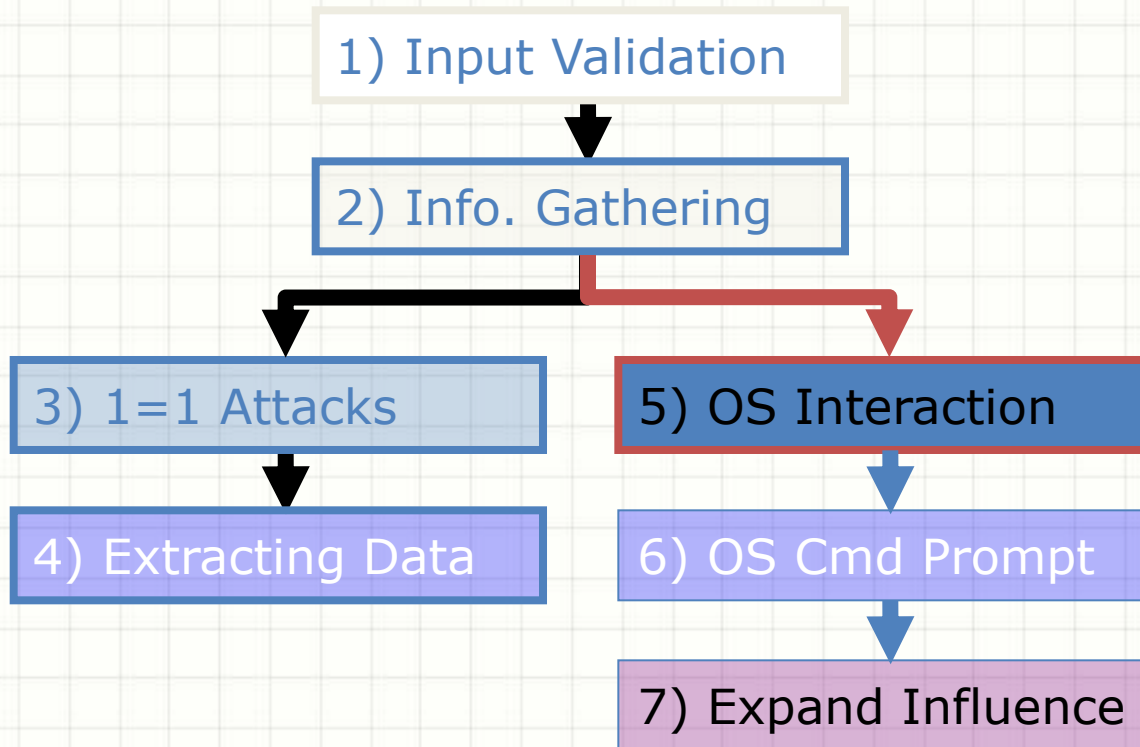 1) Input Validation
2) Info. Gathering
3) 1=1 Attacks
5) OS Interaction
4) Extracting Data
6) OS Cmd Prompt
7) Expand Influence